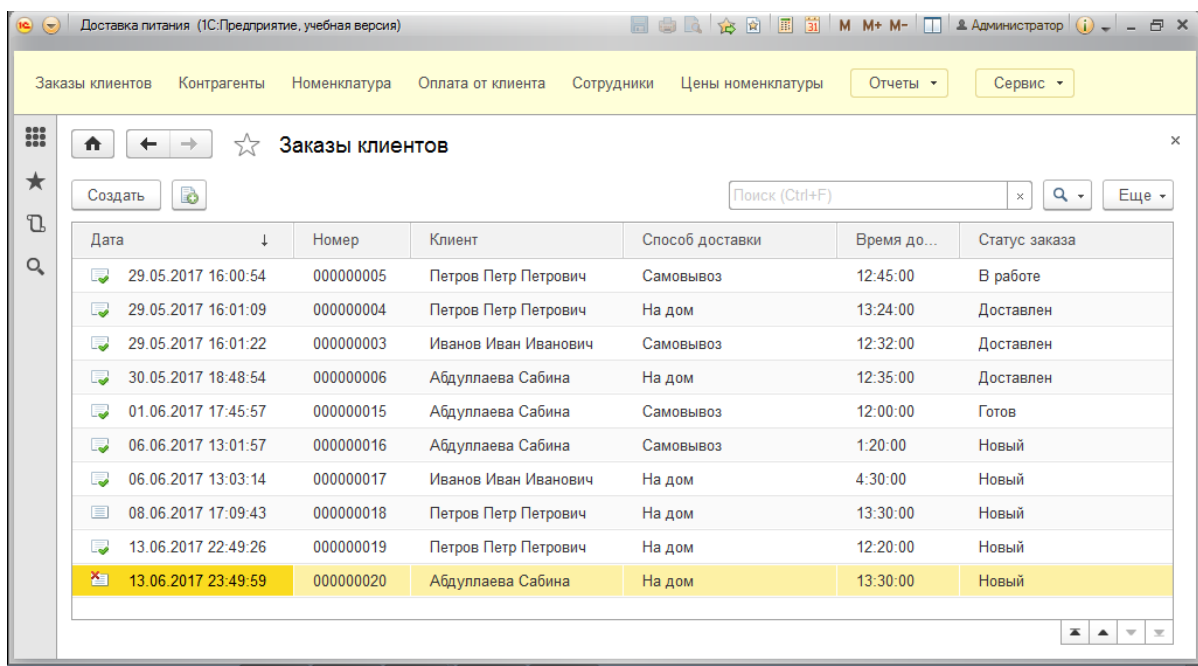 Доставка питания (1С:Предприятие, учебная версия) 31 M M+ M- Администратор
Заказы клиентов Контрагенты Номенклатура Оплата от клиента Сотрудники Цены номенклатуры Отчеты Сервис
Заказы клиентов
Создать Поиск (Ctrl+F) Еще
Дата Номер Клиент Способ доставки Время до... Статус заказа
29.05.2017 16:00:54 000000005 Петров Петр Петрович Самовывоз 12:45:00 В работе
29.05.2017 16:01:09 000000004 Петров Петр Петрович На дом 13:24:00 Доставлен
29.05.2017 16:01:22 000000003 Иванов Иван Иванович Самовывоз 12:32:00 Доставлен
30.05.2017 18:48:54 000000006 Абдуллаева Сабина На дом 12:35:00 Доставлен
01.06.2017 17:45:57 000000015 Абдуллаева Сабина Самовывоз 12:00:00 Готов
06.06.2017 13:01:57 000000016 Абдуллаева Сабина Самовывоз 1:20:00 Новый
06.06.2017 13:03:14 000000017 Иванов Иван Иванович На дом 4:30:00 Новый
08.06.2017 17:09:43 000000018 Петров Петр Петрович На дом 13:30:00 Новый
13.06.2017 22:49:26 000000019 Петров Петр Петрович На дом 12:20:00 Новый
13.06.2017 23:49:59 000000020 Абдуллаева Сабина На дом 13:30:00 Новый